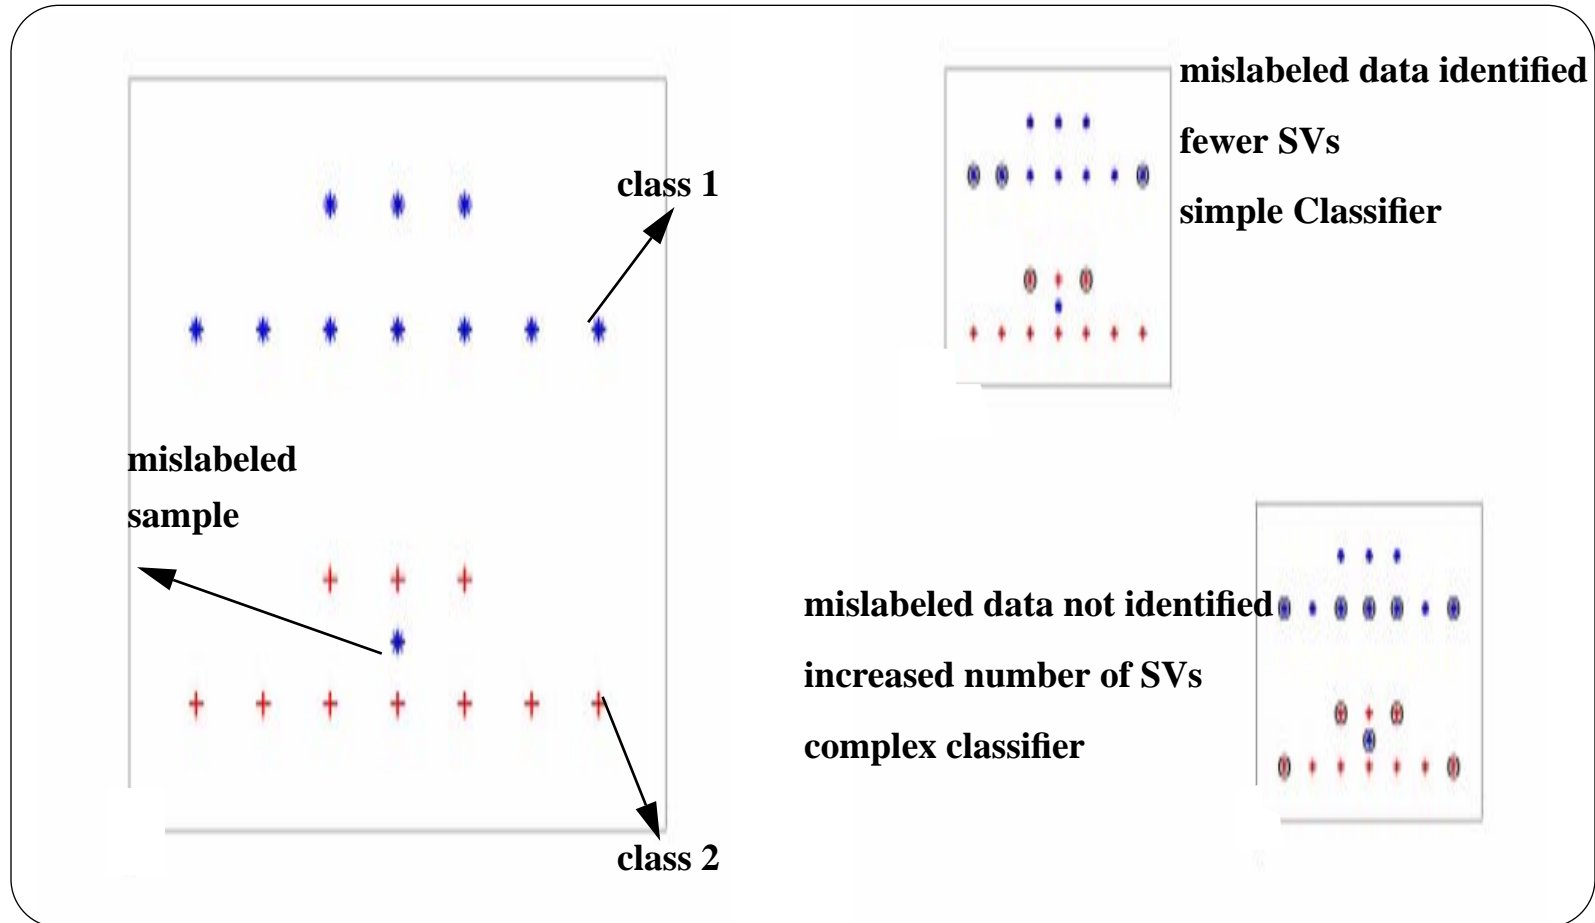 class 1
mislabeled
sample
class 2
mislabeled data identified
fewer SVs
simple Classifier
mislabeled data not identified
increased number of SVs
complex classifier